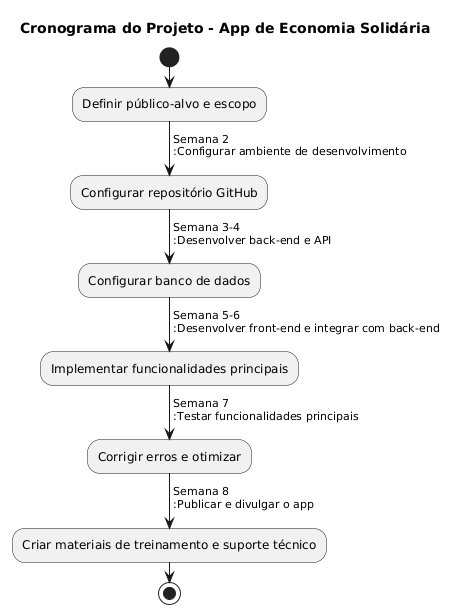 Cronograma do Projeto - App de Economia Solidária
Definir público-alvo e escopo
Semana 2
:Configurar ambiente de desenvolvimento
Configurar repositório GitHub
Semana 3-4
:Desenvolver back-end e API
Configurar banco de dados
Semana 5-6
:Desenvolver front-end e integrar com back-end
Implementar funcionalidades principais
Semana 7
:Testar funcionalidades principais
Corrigir erros e otimizar
Semana 8
:Publicar e divulgar o app
Criar materiais de treinamento e suporte técnico